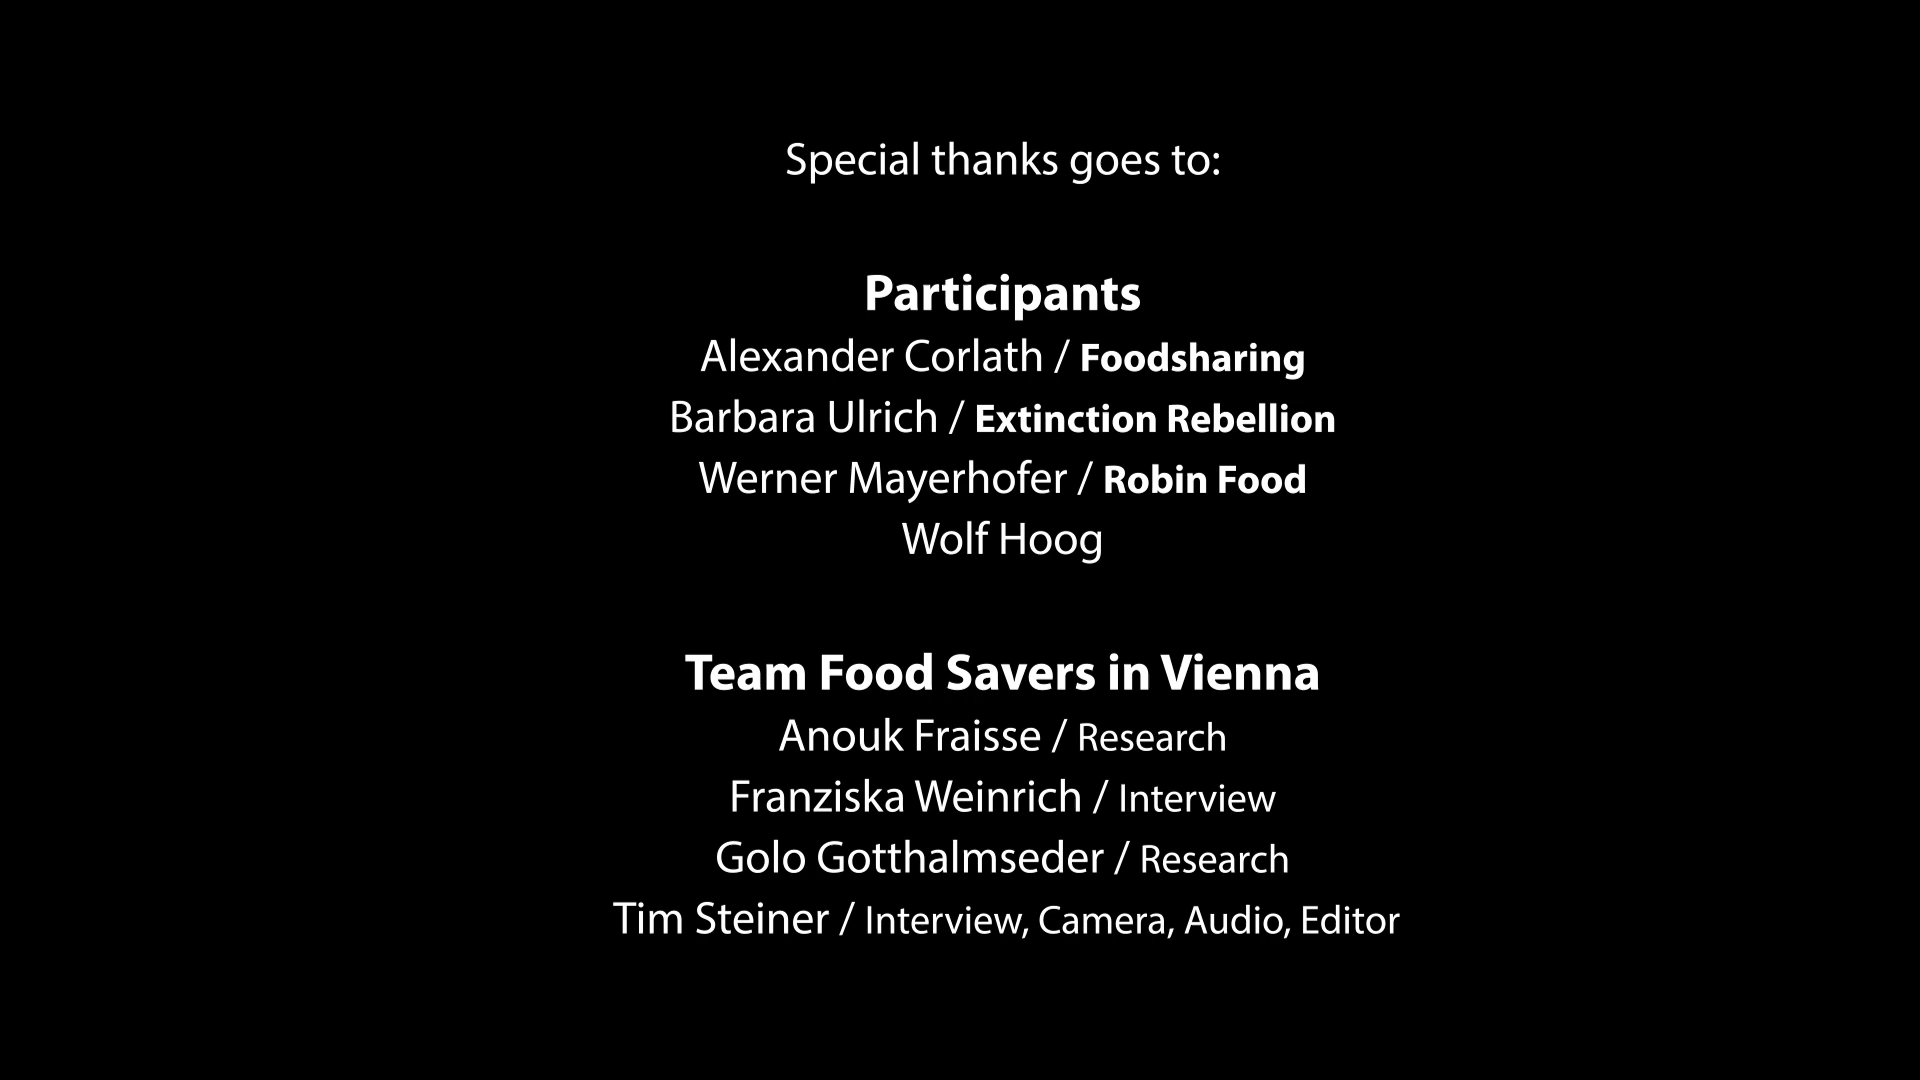 Special thanks goes to:
Participants
Alexander Corlath / Foodsharing
Barbara Ulrich / Extinction Rebellion
Werner Mayerhofer / Robin Food
Wolf Hoog
Team Food Savers in Vienna
Anouk Fraisse / Research
Franziska Weinrich / Interview
Golo Gotthalmseder / Research
Tim Steiner / Interview, Camera, Audio, Editor